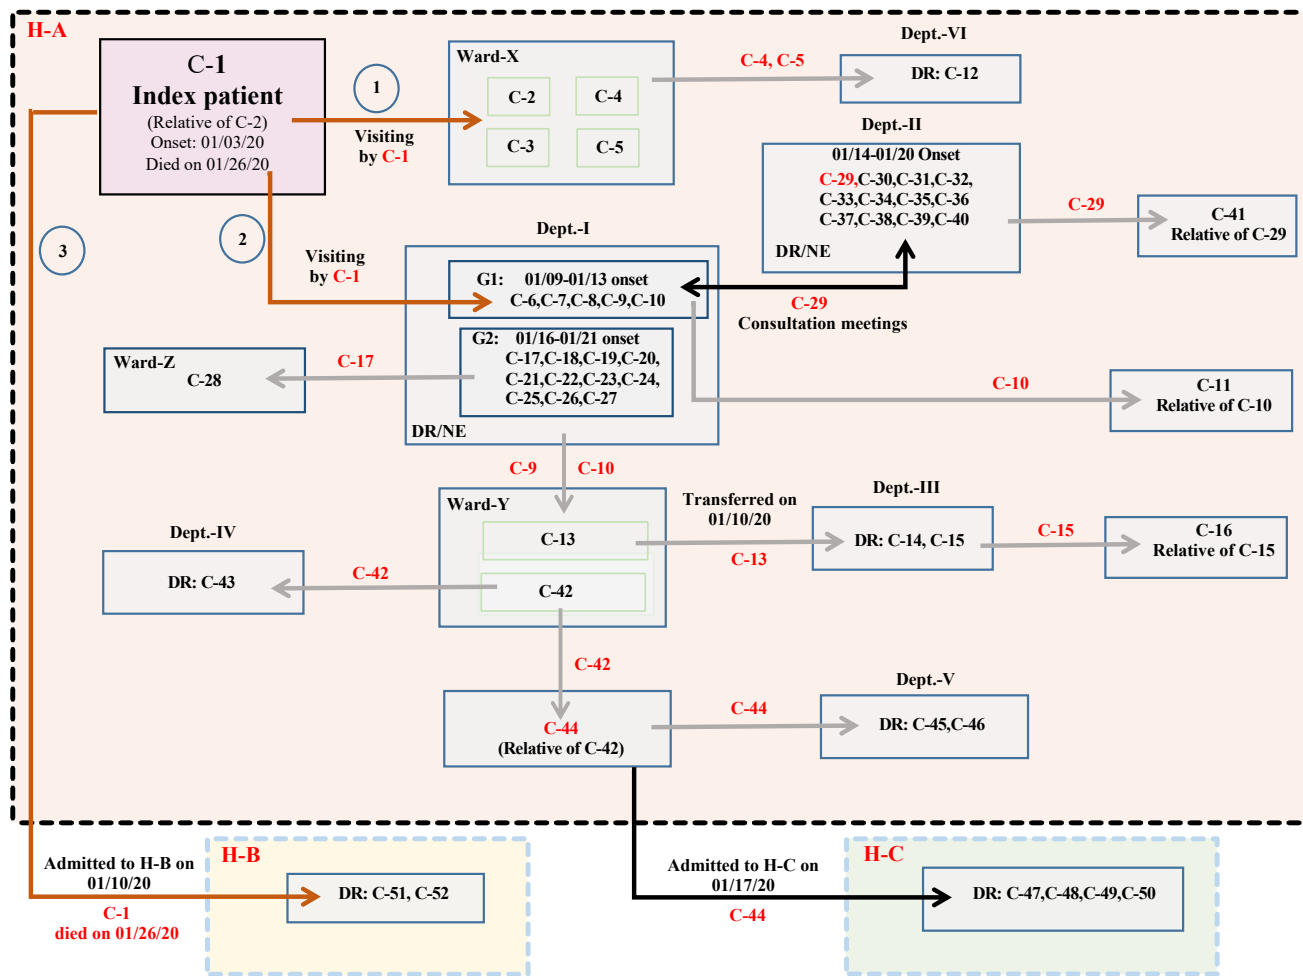 H-A
C-1
Index patient
(Relative of C-2)
Onset: 01/03/20
Died on 01/26/20
1
Visiting
by C-1
Ward-X
C-2
C-4
C-3
C-5
C-4, C-5
Dept.-VI
DR: C-12
Dept.-II
01/14-01/20 Onset
C-29,C-30,C-31,C-32,
C-33,C-34,C-35,C-36
C-37,C-38,C-39,C-40
DR/NE
C-29
C-41
Relative of C-29
3
2
Visiting
by C-1
Dept.-I
G1: 01/09-01/13 onset
C-6,C-7,C-8,C-9,C-10
C-29
Consultation meetings
G2: 01/16-01/21 onset
C-17,C-18,C-19,C-20,
C-21,C-22,C-23,C-24,
C-25,C-26,C-27
DR/NE
Ward-Z
C-28
C-17
C-10
C-11
Relative of C-10
C-9
C-10
Ward-Y
C-13
C-42
Transferred on
01/10/20
C-13
Dept.-III
DR: C-14, C-15
C-15
C-16
Relative of C-15
Dept.-IV
DR: C-43
C-42
C-42
C-44
(Relative of C-42)
C-44
Dept.-V
DR: C-45,C-46
Admitted to H-B on
01/10/20
C-1
died on 01/26/20
H-B
DR: C-51, C-52
Admitted to H-C on
01/17/20
C-44
H-C
DR: C-47,C-48,C-49,C-50